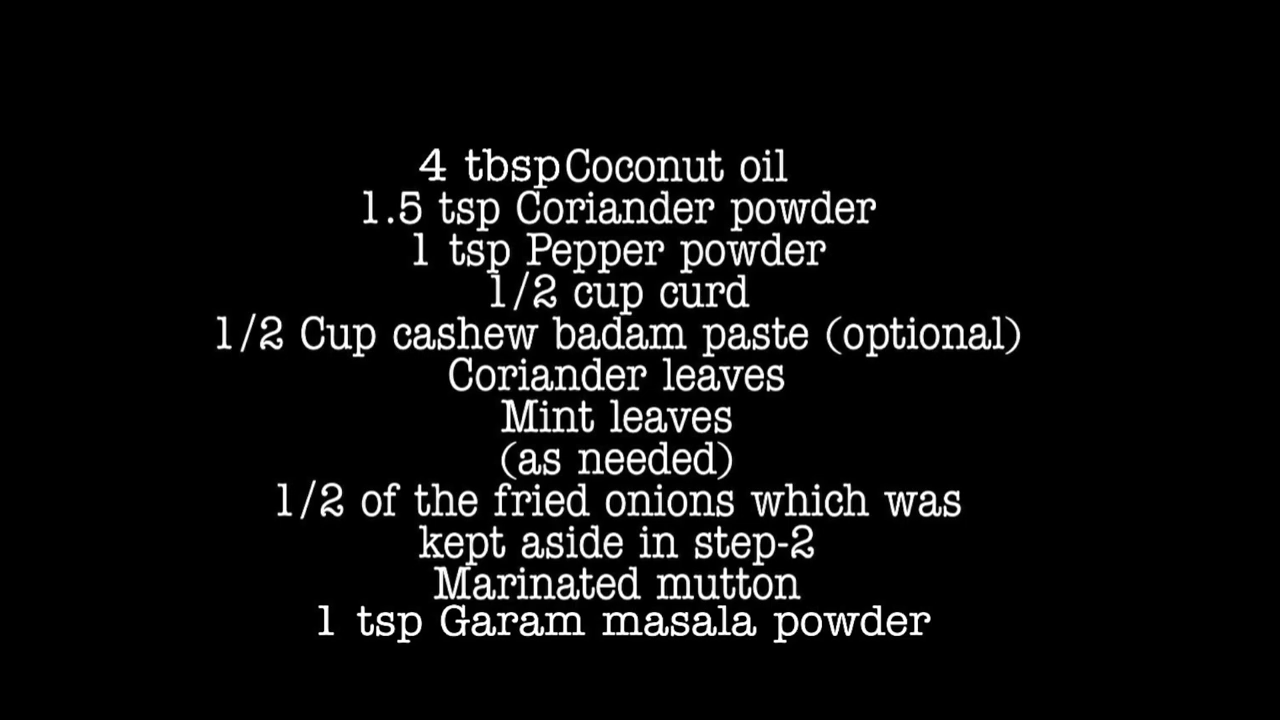 4 tbsp Coconut oil
1.5 tsp Coriander powder
1 tsp Pepper powder
1/2 cup curd
1/2 Cup cashew badam paste (optional)
Coriander leaves
Mint leaves
(as needed)
1/2 of the fried onions which was
kept aside in step-2
Marinated mutton
1 tsp Garam masala powder